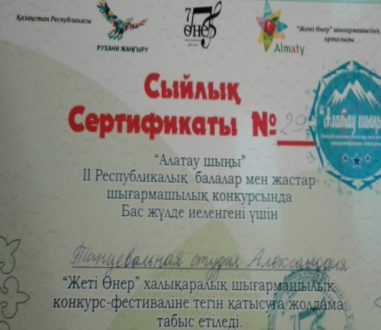 Қазақстан Республикасы
РУХАНИ ЖАҢҒЫРУ
7
ӨНЕР
Almaty
"Жеті Өнер" шығармашылық
орталығы
Сыйлық
Сертификаты № 29
Алатау шыңы
"Алатау шыңы"
II Республикалық балалар мен жастар
шығармашылық конкурсында
Бас жүлде иеленгені үшін
Танцевальная студия Александрия
"Жеті Өнер" халықаралық шығармашылық
конкурс-фестиваліне тегін қатысуға жолдама
табыс етіледі.